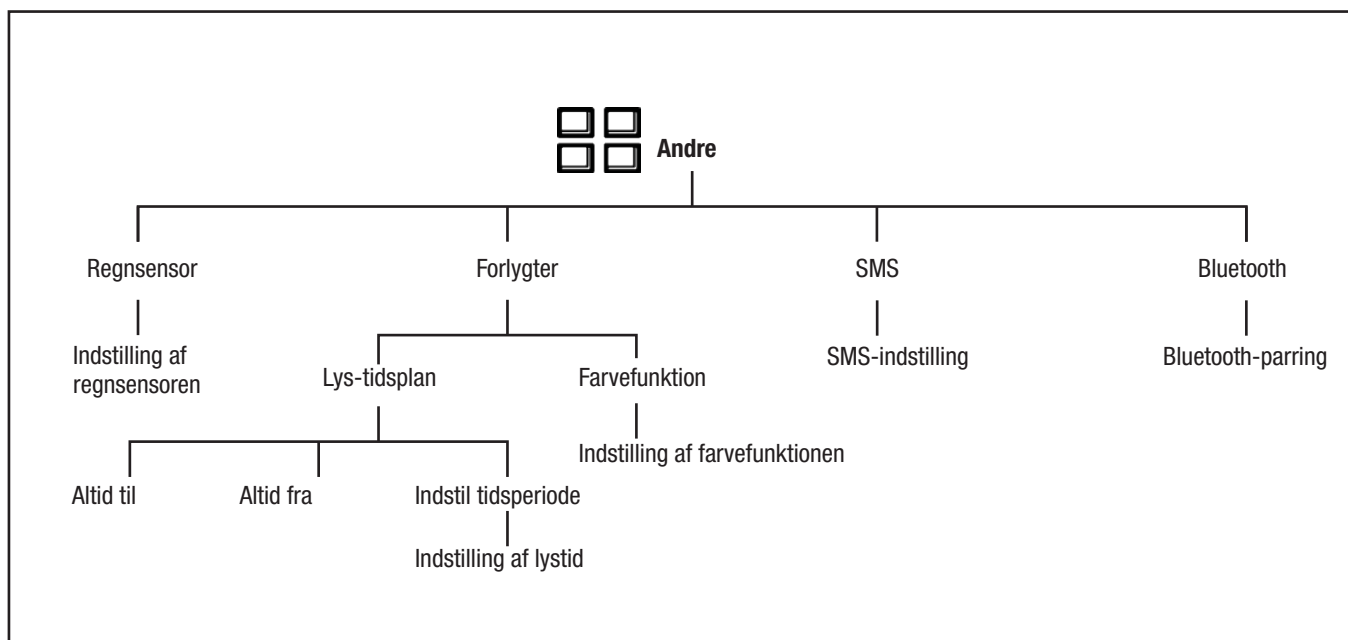 Andre
Regnsensor
Forlygter
SMS
Bluetooth
Indstilling af
regnsensoren
Lys-tidsplan
Farvefunktion
SMS-indstilling
Bluetooth-parring
Indstilling af farvefunktionen
Altid til
Altid fra
Indstil tidsperiode
Indstilling af lystid